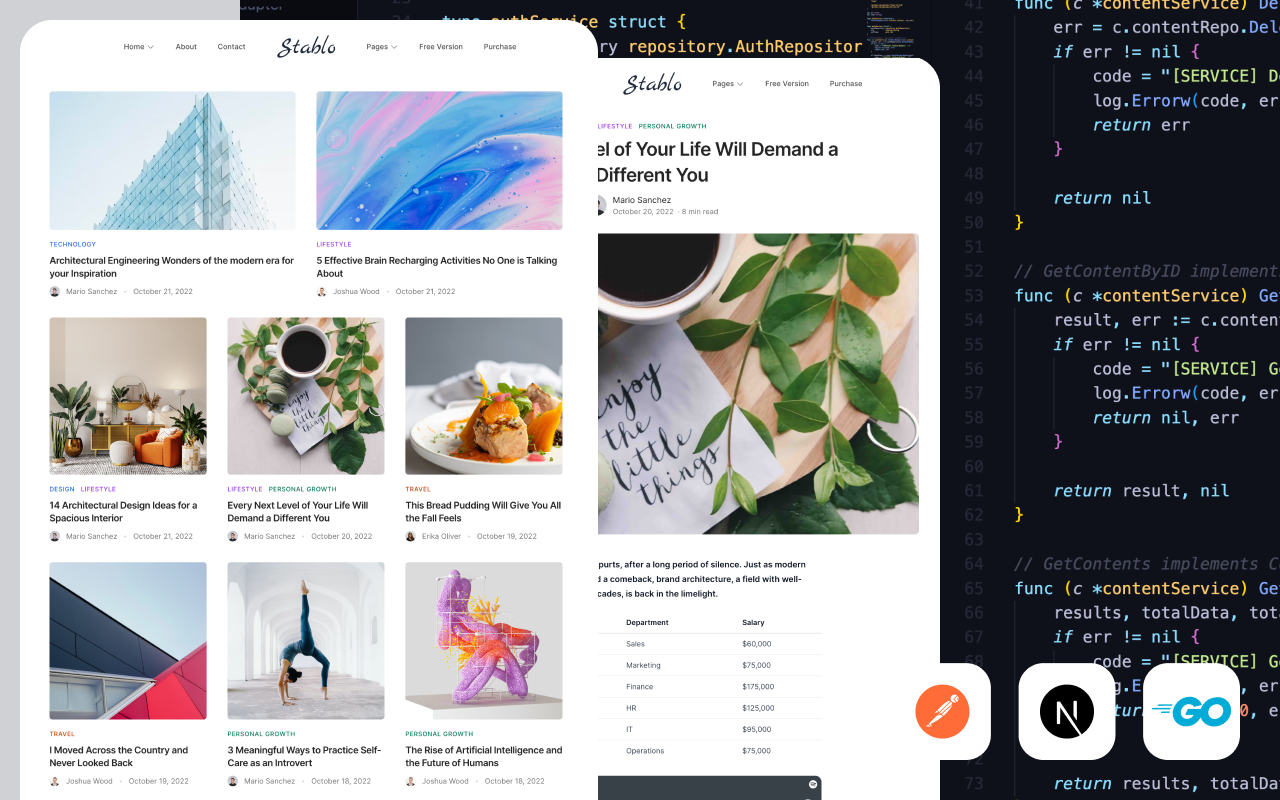 Home
About
Contact
Stablo
Pages
Free Version
Purchase
TECHNOLOGY
Architectural Engineering Wonders of the modern era for
your Inspiration
Mario Sanchez · October 21, 2022
LIFESTYLE
5 Effective Brain Recharging Activities No One is Talking
About
Joshua Wood · October 21, 2022
enjoy
the
little
things
DESIGN LIFESTYLE
14 Architectural Design Ideas for a
Spacious Interior
Mario Sanchez · October 21, 2022
LIFESTYLE PERSONAL GROWTH
Every Next Level of Your Life Will
Demand a Different You
Mario Sanchez · October 20, 2022
TRAVEL
This Bread Pudding Will Give You All
the Fall Feels
Erika Oliver · October 19, 2022
TRAVEL
I Moved Across the Country and
Never Looked Back
Joshua Wood · October 19, 2022
PERSONAL GROWTH
3 Meaningful Ways to Practice Self-
Care as an Introvert
Mario Sanchez · October 18, 2022
PERSONAL GROWTH
The Rise of Artificial Intelligence and
the Future of Humans
Joshua Wood · October 18, 2022
type authService struct {
ry repository.AuthRepositor
Stablo
Pages
Free Version
Purchase
LIFESTYLE PERSONAL GROWTH
el of Your Life Will Demand a
Different You
Mario Sanchez
October 20, 2022 · 8 min read
enjoy
the
little
things
purts, after a long period of silence. Just as modern
d a comeback, brand architecture, a field with well-
cades, is back in the limelight.
Department Salary
Sales $60,000
Marketing $75,000
Finance $175,000
HR $125,000
IT $95,000
Operations $75,000
41 func (c *contentService) De
42 err = c.contentRepo.Dele
43 if err != nil {
44 code = "[SERVICE] De
45 log.Errorw(code, er
46 return err
47 }
48
49 return nil
50 }
51
52 // GetContentByID implements
53 func (c *contentService) Ge
54 result, err := c.content
55 if err != nil {
56 code = "[SERVICE] Ge
57 log.Errorw(code, er
58 return nil, err
59 }
60
61 return result, nil
62 }
63
64 // GetContents implements Co
65 func (c *contentService) Ge
66 results, totalData, tota
67 if err != nil {
68 code = "[SERVICE] Ge
73 return results, totalDa
N
GO